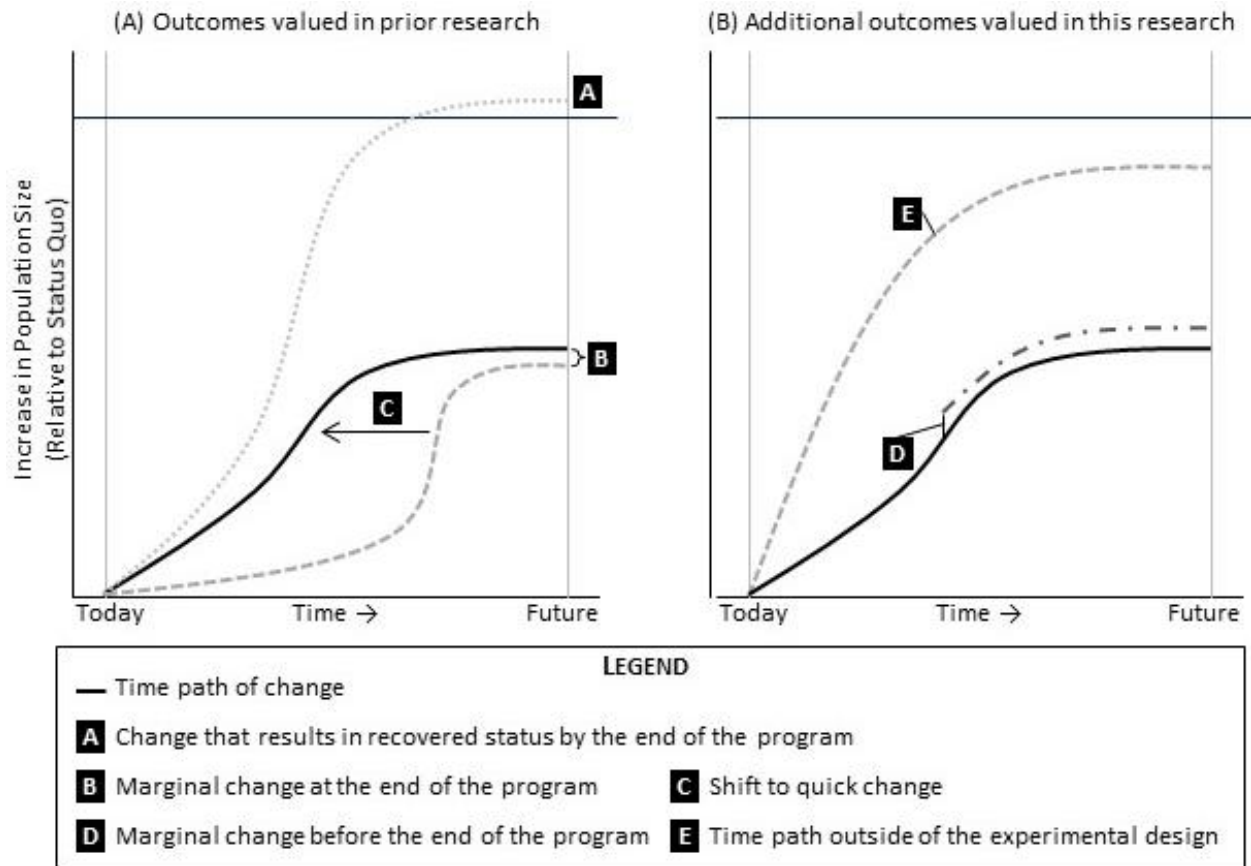 (A) Outcomes valued in prior research
(B) Additional outcomes valued in this research
Increase in Population Size
(Relative to Status Quo)
A
B
C
Today
Time →
Future
E
D
Today
Time →
Future
LEGEND
Time path of change
A Change that results in recovered status by the end of the program
B Marginal change at the end of the program
C Shift to quick change
D Marginal change before the end of the program
E Time path outside of the experimental design